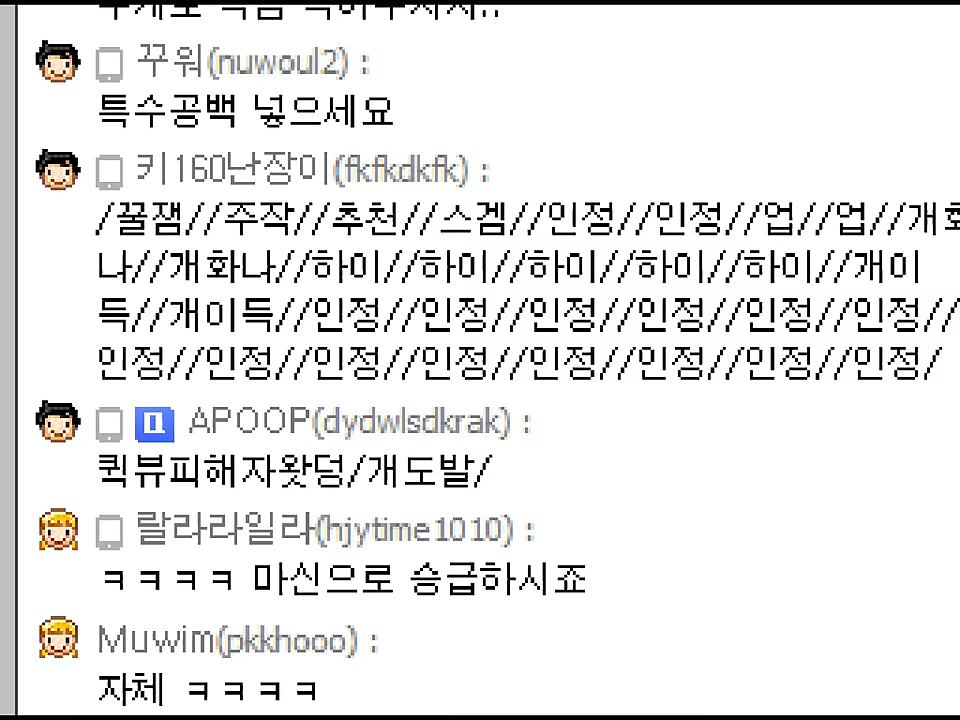 꾸워(nuwoul2) :
특수공백 넣으세요
키160난장이(fkfkdkfk) :
/꿀잼//주작//추천//스겜//인정//인정//업//업//개화
나//개화나//하이//하이//하이//하이//하이//개이
득//개이득//인정//인정//인정//인정//인정//인정//
인정//인정//인정//인정//인정//인정//인정//인정/
APOOP(dydwlsdkrak) :
퀵뷰피해자왓덩/개도발/
랄라라일라(hjytime1010) :
ㅋㅋㅋㅋ 마신으로 승급하시죠
Muwim(pkkhooo) :
자체 ㅋㅋㅋㅋ